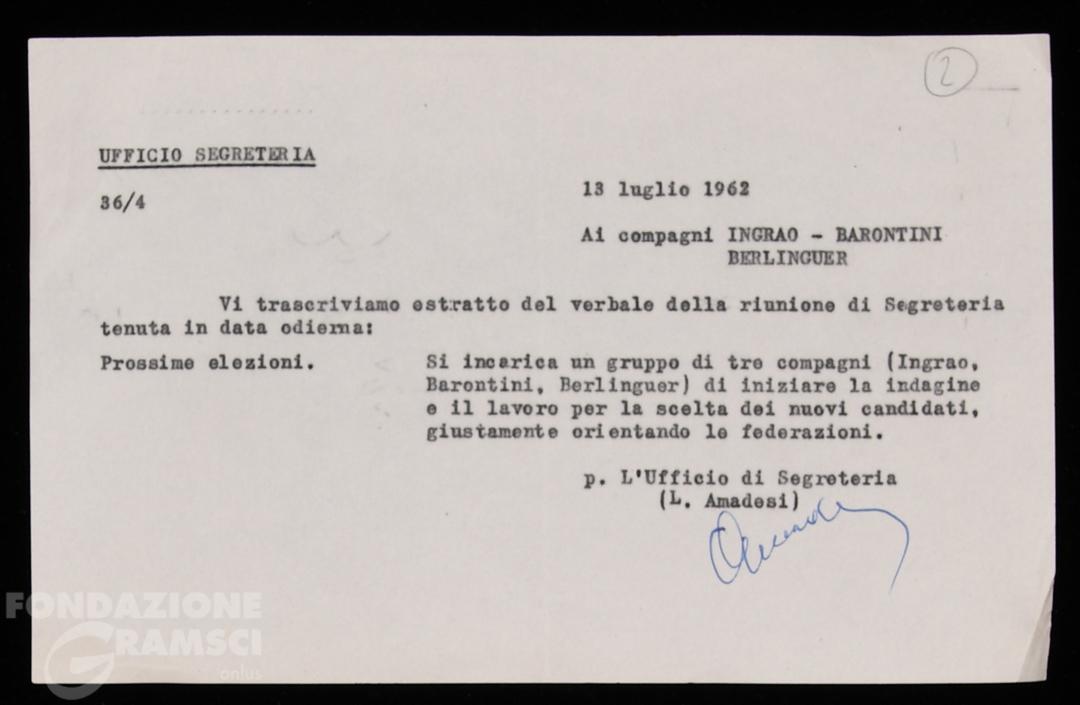 2
UFFICIO SEGRETERIA
36/4
13 luglio 1962
Ai compagni INGRAO - BARONTINI
BERLINGUER
Vi trascriviamo estratto del verbale della riunione di Segreteria
tenuta in data odierna:
Prossime elezioni.
Si incarica un gruppo di tre compagni (Ingrao,
Barontini, Berlinguer) di iniziare la indagine
e il lavoro per la scelta dei nuovi candidati,
giustamente orientando le federazioni.
p. L'Ufficio di Segreteria
(L. Amadesi)
FONDAZIONE
GRAMSCI
onlus